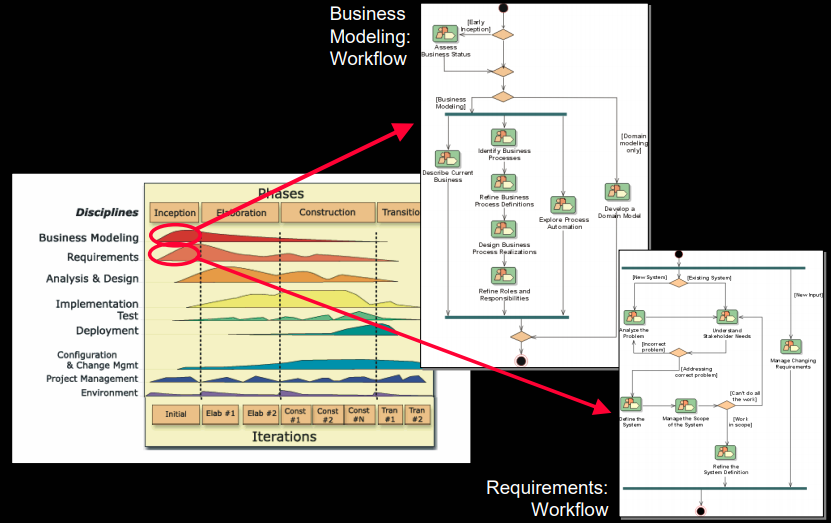 Business
Modeling:
Workflow
[Early
Inception]
Assess
Business Status
[Business
Modeling]
[Domain
modeling
only]
Identify Business
Processes
Describe Current
Business
Refine Business
Process Definitions
Explore Process
Automation
Develop a
Domain Model
Design Business
Process Realizations
Refine Roles and
Responsibilities
Phases
Disciplines
Inception
Elaboration
Construction
Transitio
Business Modeling
Requirements
Analysis & Design
Implementation
Test
Deployment
Configuration
& Change Mgmt
Project Management
Environment
Initial
Elab #1
Elab #2
Const
#1
Const
#2
Const
#N
Tran
#1
Tran
#2
Iterations
[New System]
[Existing System]
[New Input]
Analyze the
Problem
Understand
Stakeholder Needs
[Incorrect
problem]
Manage Changing
Requirements
[Addressing
correct problem]
[Can't do all
the work]
Define the
System
Manage the Scope
of the System
[Work
in scope]
Refine the
System Definition
Requirements:
Workflow